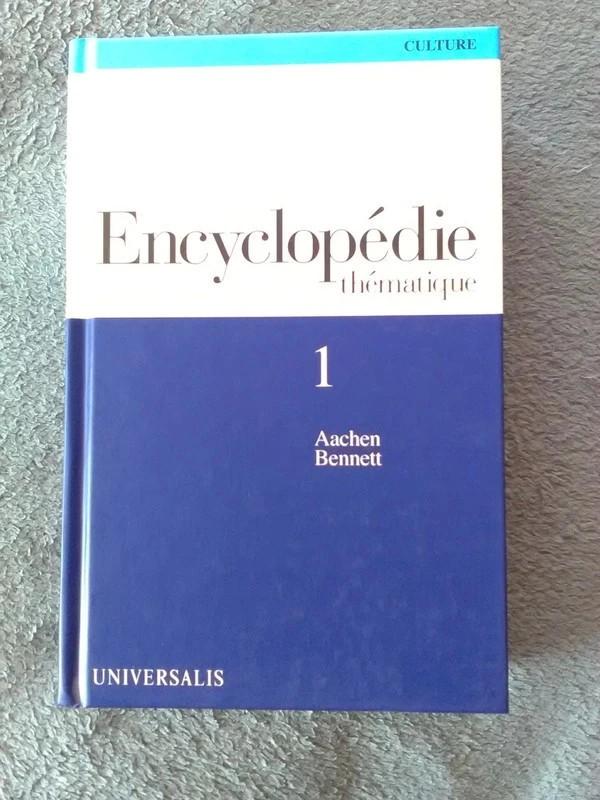 CULTURE
Encyclopédie
thématique
1
Aachen
Bennett
UNIVERSALIS